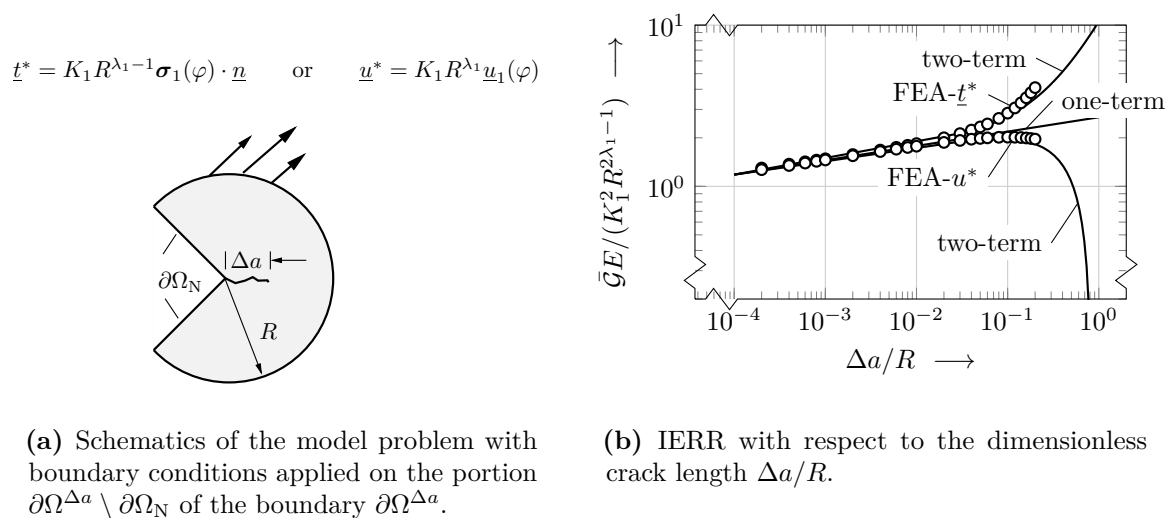 t* = K₁R^{λ₁−1}σ₁(φ) · n or u* = K₁R^{λ₁}u₁(φ)
Δa
∂Ω_N
R
(a) Schematics of the model problem with
boundary conditions applied on the portion
∂Ω^{Δa} \ ∂Ω_N of the boundary ∂Ω^{Δa}.
10¹
two-term
FEA-t*
one-term
10⁰
FEA-u*
two-term
ḠE/(K₁²R^{2λ₁−1}) ⟶
10⁻⁴ 10⁻³ 10⁻² 10⁻¹ 10⁰
Δa/R ⟶
(b) IERR with respect to the dimensionless
crack length Δa/R.